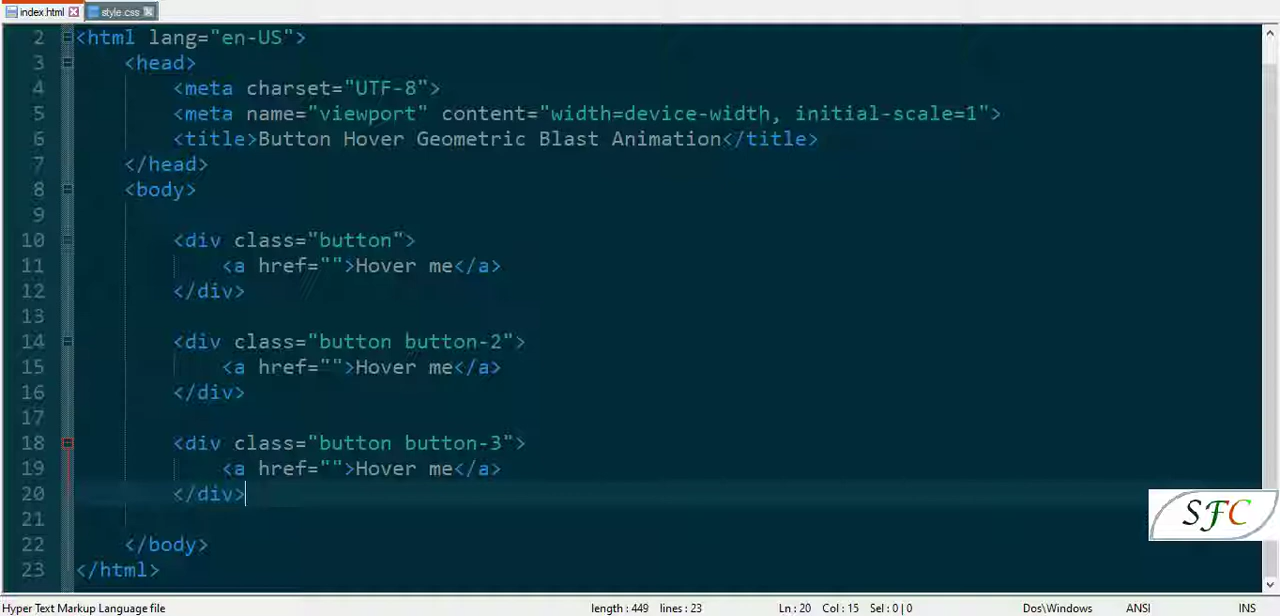 index.html style.css
2 <html lang="en-US">
3 <head>
4 <meta charset="UTF-8">
5 <meta name="viewport" content="width=device-width, initial-scale=1">
6 <title>Button Hover Geometric Blast Animation</title>
7 </head>
8 <body>
9
10 <div class="button">
11 <a href="">Hover me</a>
12 </div>
13
14 <div class="button button-2">
15 <a href="">Hover me</a>
16 </div>
17
18 <div class="button button-3">
19 <a href="">Hover me</a>
20 </div>
21
22 </body>
23 </html>
SFC
Hyper Text Markup Language file length : 449 lines : 23 Ln : 20 Col : 15 Sel : 0 | 0 Dos\Windows ANSI INS